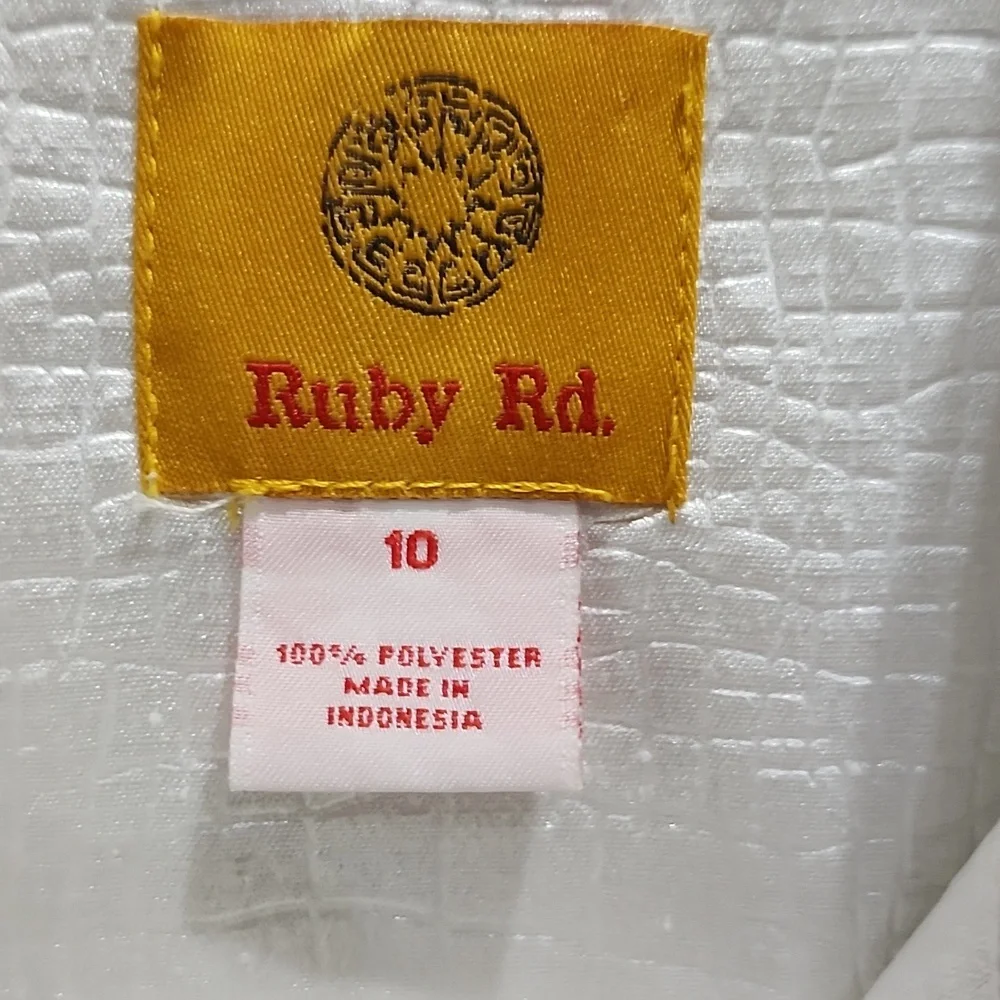 Ruby Rd.
10
100% POLYESTER
MADE IN
INDONESIA